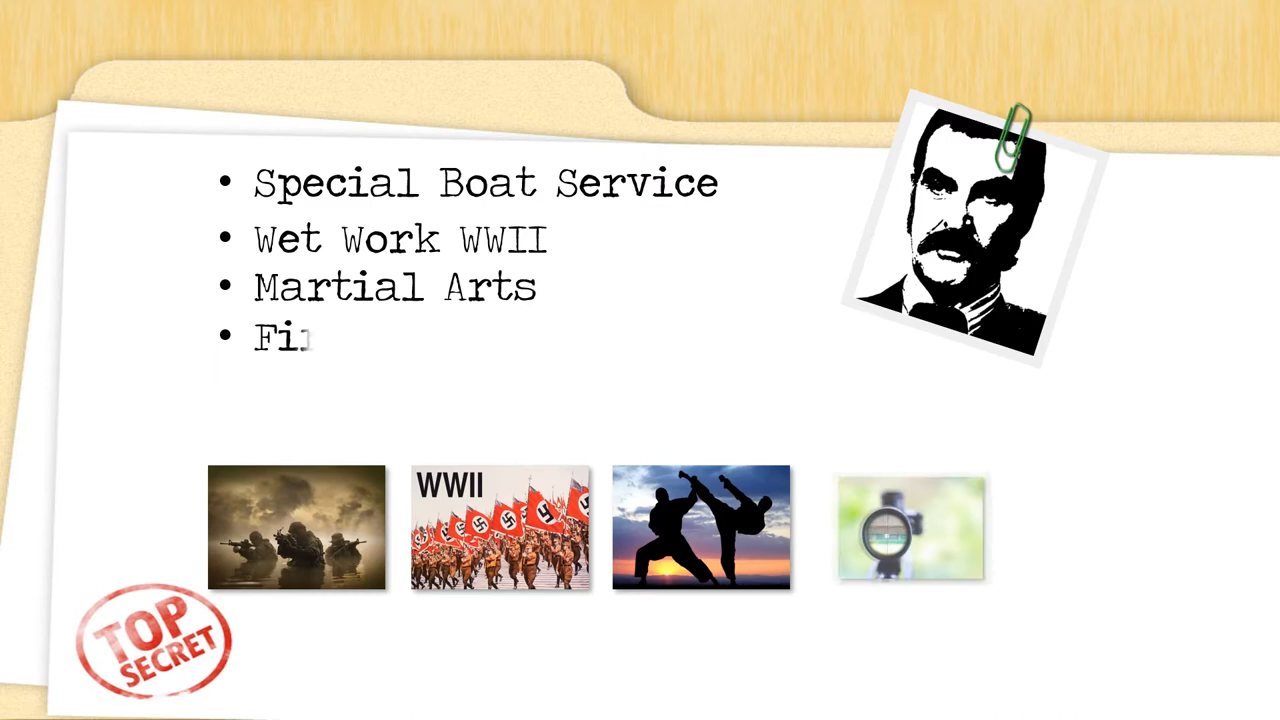 Special Boat Service
Wet Work WWII
Martial Arts
WWII
TOP
SECRET